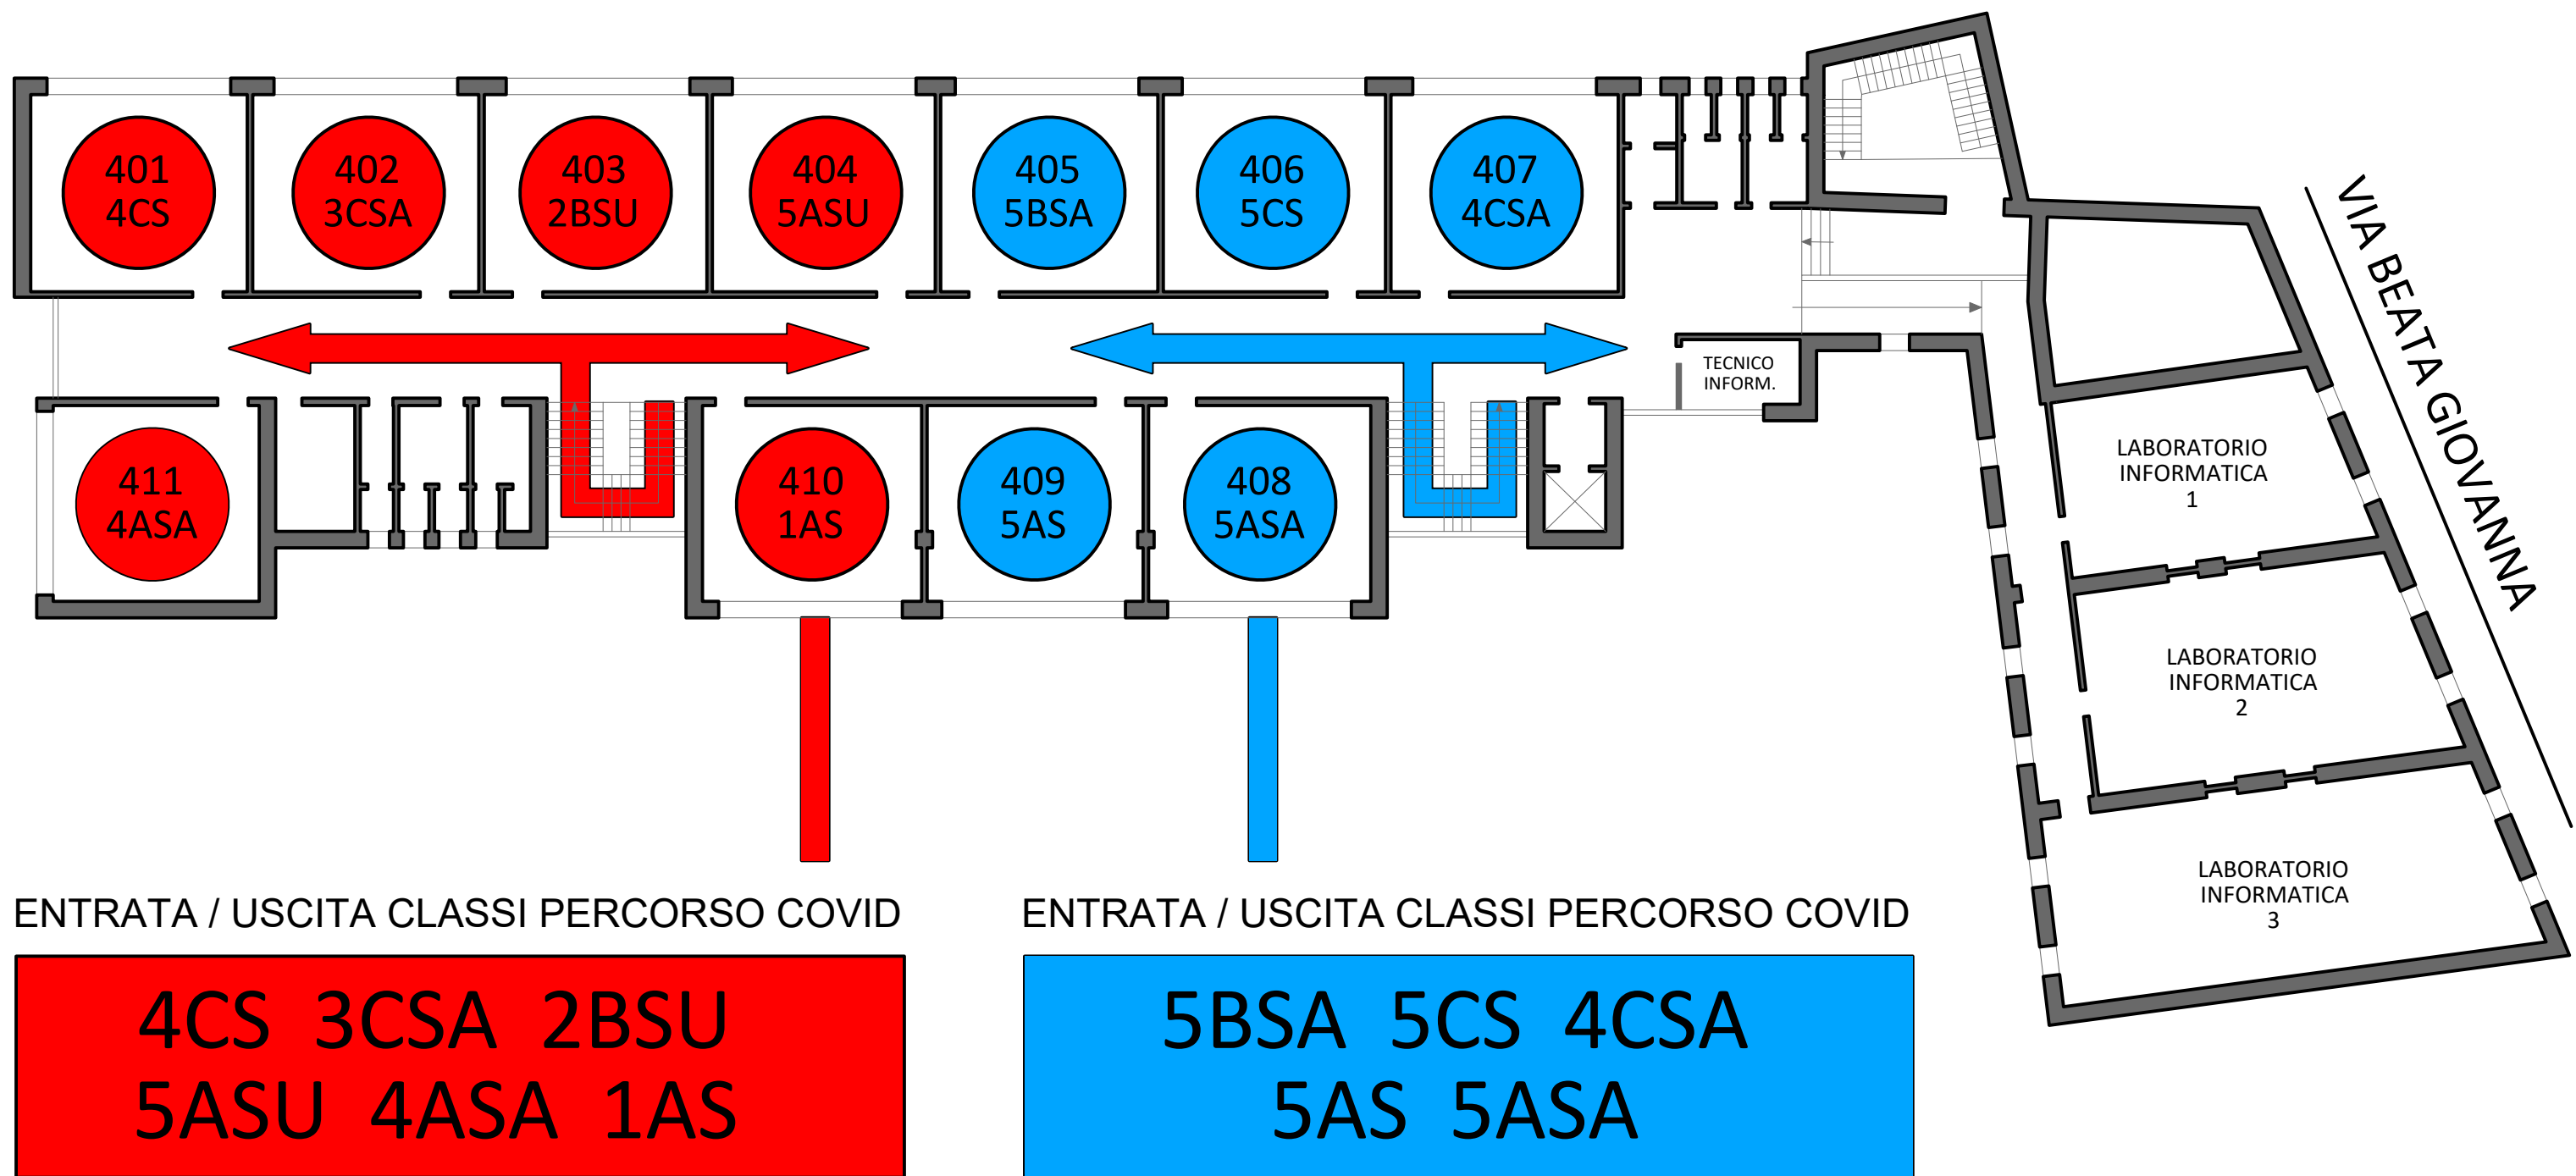 401
4CS
402
3CSA
403
2BSU
404
5ASU
405
5BSA
406
5CS
407
4CSA
VIA BEATA GIOVANNA
TECNICO
INFORM.
411
4ASA
410
1AS
409
5AS
408
5ASA
LABORATORIO
INFORMATICA
1
LABORATORIO
INFORMATICA
2
LABORATORIO
INFORMATICA
3
ENTRATA / USCITA CLASSI PERCORSO COVID
4CS 3CSA 2BSU
5ASU 4ASA 1AS
ENTRATA / USCITA CLASSI PERCORSO COVID
5BSA 5CS 4CSA
5AS 5ASA